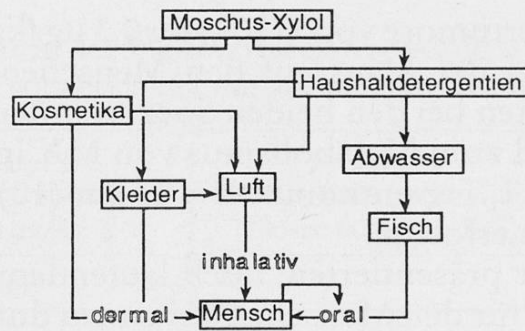 Moschus-Xylol
Haushaltdetergentien
Kosmetika
Abwasser
Kleider
Luft
Fisch
inhalativ
dermal
Mensch
oral